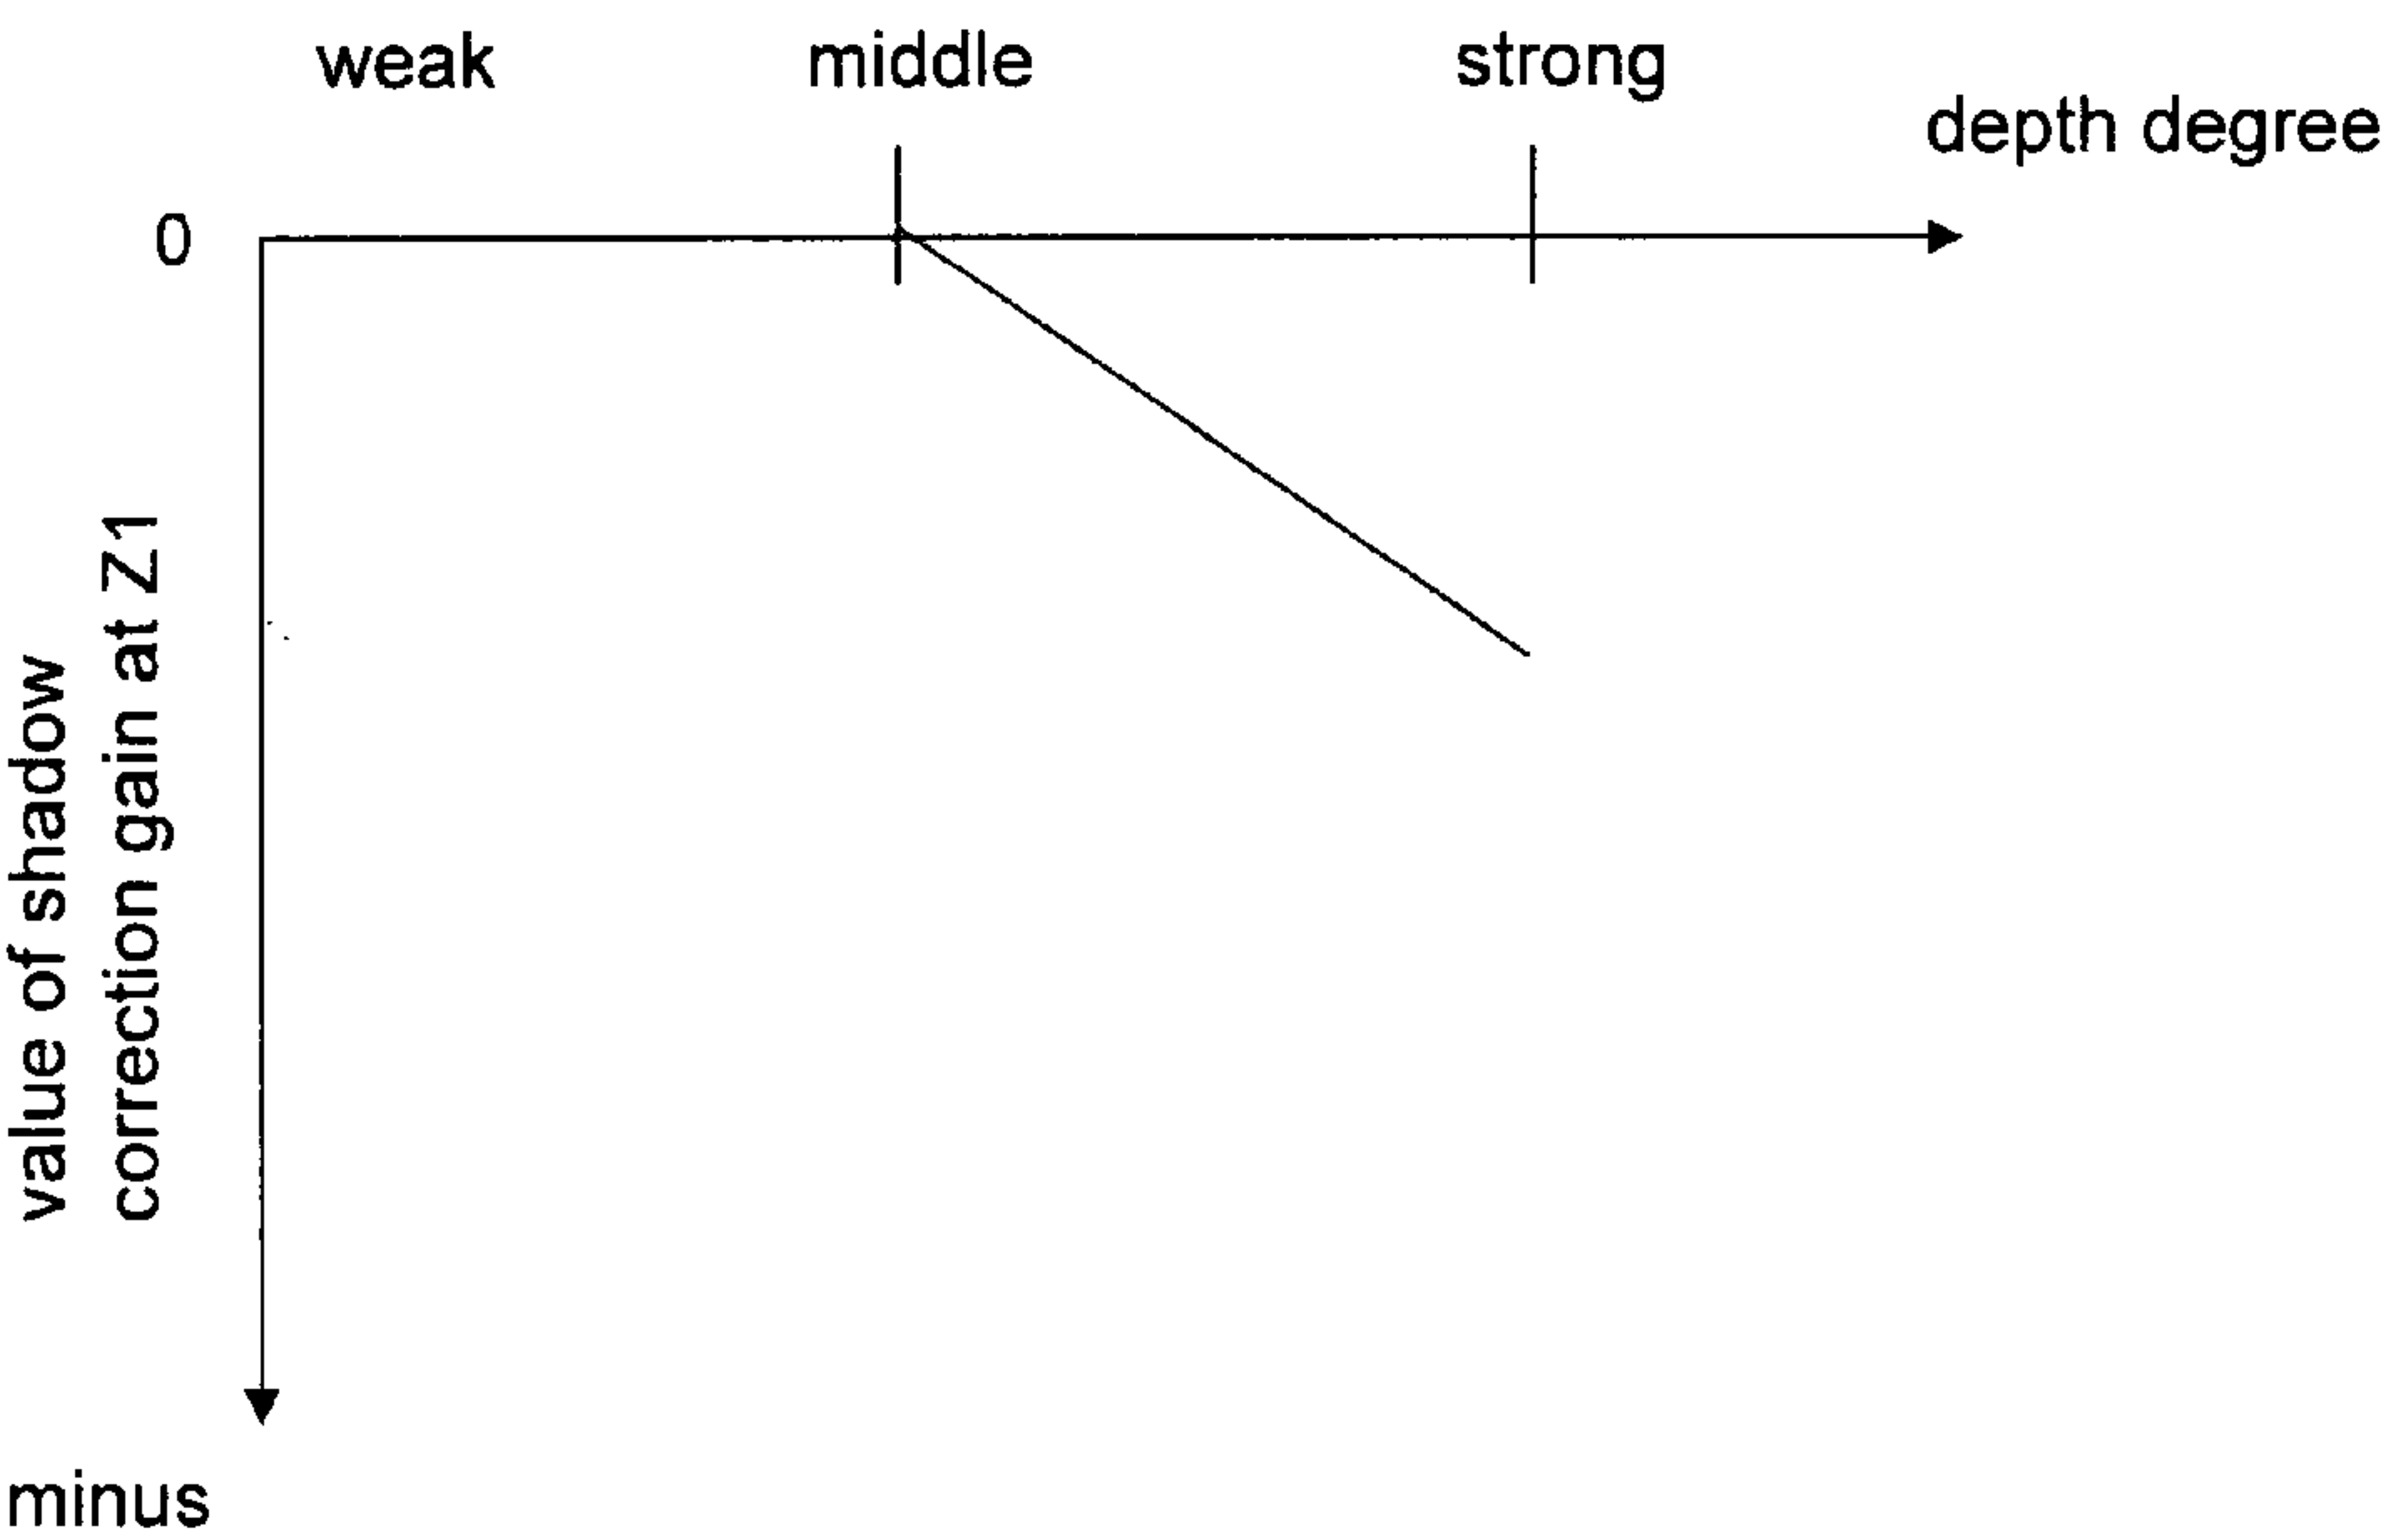 weak
middle
strong
depth degree
0
value of shadow
correction gain at Z1
minus